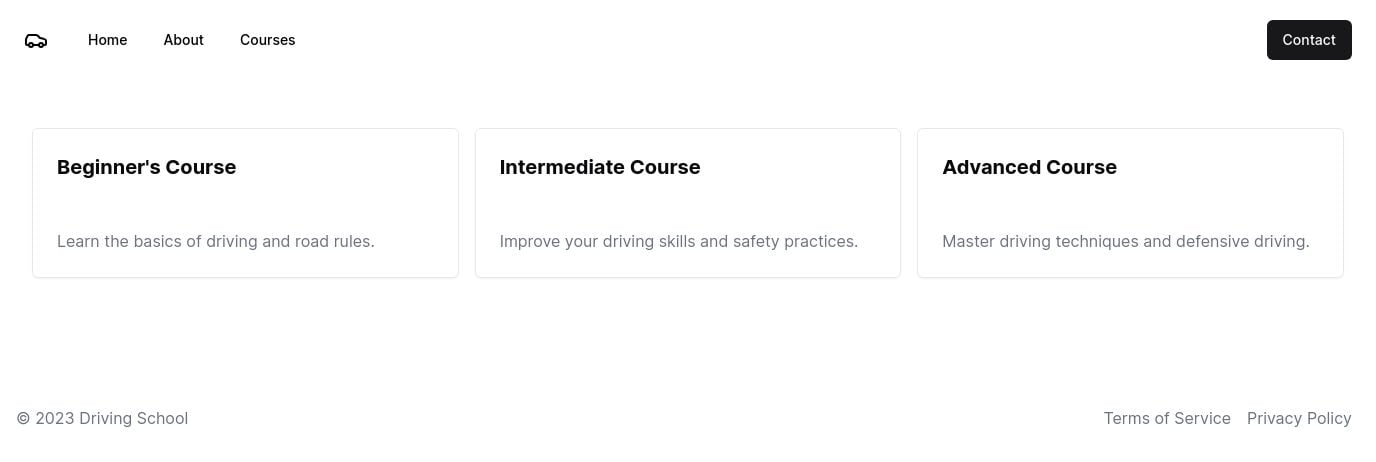 Home About Courses Contact
Beginner's Course
Learn the basics of driving and road rules.
Intermediate Course
Improve your driving skills and safety practices.
Advanced Course
Master driving techniques and defensive driving.
© 2023 Driving School
Terms of Service Privacy Policy